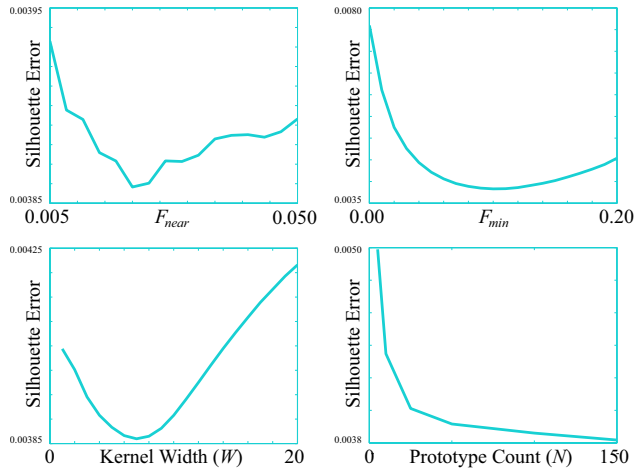 0.00395
Silhouette Error
0.00385
0.005
F_near
0.050
0.0080
Silhouette Error
0.0035
0.00
F_min
0.20
0.00425
Silhouette Error
0.00385
0
Kernel Width (W)
20
0.0050
Silhouette Error
0.0038
0
Prototype Count (N)
150